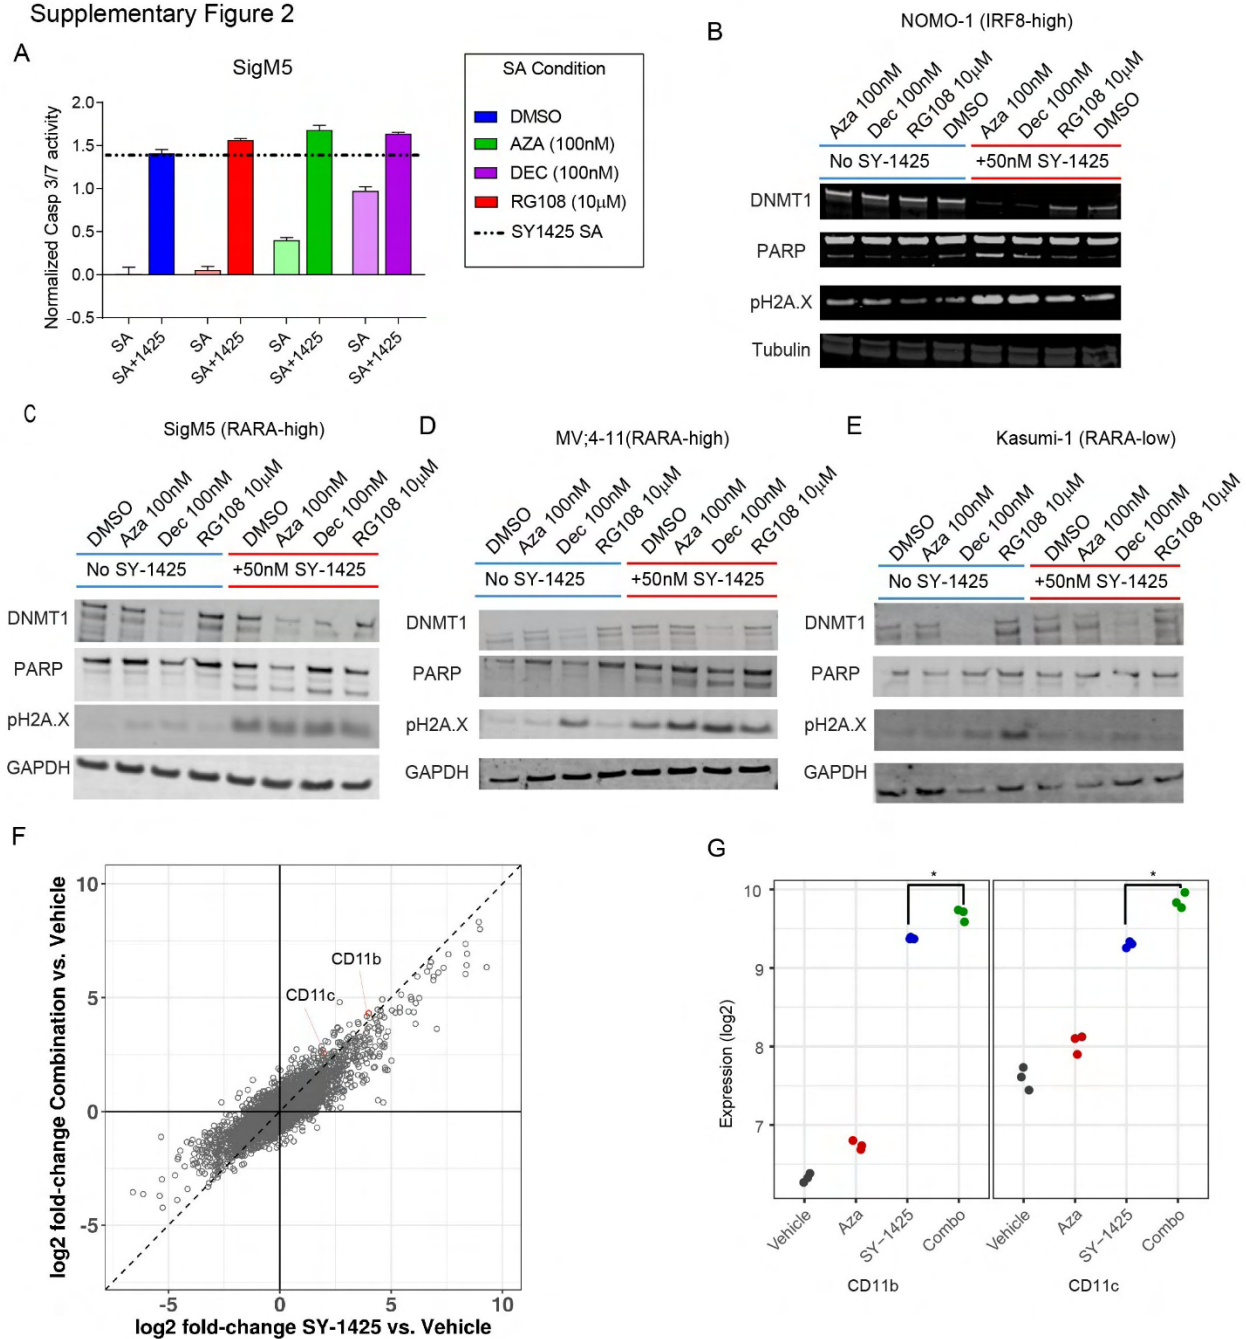 Supplementary Figure 2
A
SigM5
Normalized Casp 3/7 activity
2.0
1.5
1.0
0.5
0.0
-0.5
SA
SA+1425
SA
SA+1425
SA
SA+1425
SA
SA+1425
SA Condition
DMSO
AZA (100nM)
DEC (100nM)
RG108 (10µM)
SY1425 SA
B
NOMO-1 (IRF8-high)
Aza 100nM
Dec 100nM
RG108 10µM
DMSO
Aza 100nM
Dec 100nM
RG108 10µM
DMSO
No SY-1425
+50nM SY-1425
DNMT1
PARP
pH2A.X
Tubulin
C
SigM5 (RARA-high)
DMSO
Aza 100nM
Dec 100nM
RG108 10µM
DMSO
Aza 100nM
Dec 100nM
RG108 10µM
No SY-1425
+50nM SY-1425
DNMT1
PARP
pH2A.X
GAPDH
D
MV;4-11(RARA-high)
DMSO
Aza 100nM
Dec 100nM
RG108 10µM
DMSO
Aza 100nM
Dec 100nM
RG108 10µM
No SY-1425
+50nM SY-1425
DNMT1
PARP
pH2A.X
GAPDH
E
Kasumi-1 (RARA-low)
DMSO
Aza 100nM
Dec 100nM
RG108 10µM
DMSO
Aza 100nM
Dec 100nM
RG108 10µM
No SY-1425
+50nM SY-1425
DNMT1
PARP
pH2A.X
GAPDH
F
log2 fold-change Combination vs. Vehicle
10
5
0
-5
CD11b
CD11c
-5
0
5
10
log2 fold-change SY-1425 vs. Vehicle
G
Expression (log2)
10
9
8
7
*
*
Vehicle
Aza
SY-1425
Combo
Vehicle
Aza
SY-1425
Combo
CD11b
CD11c